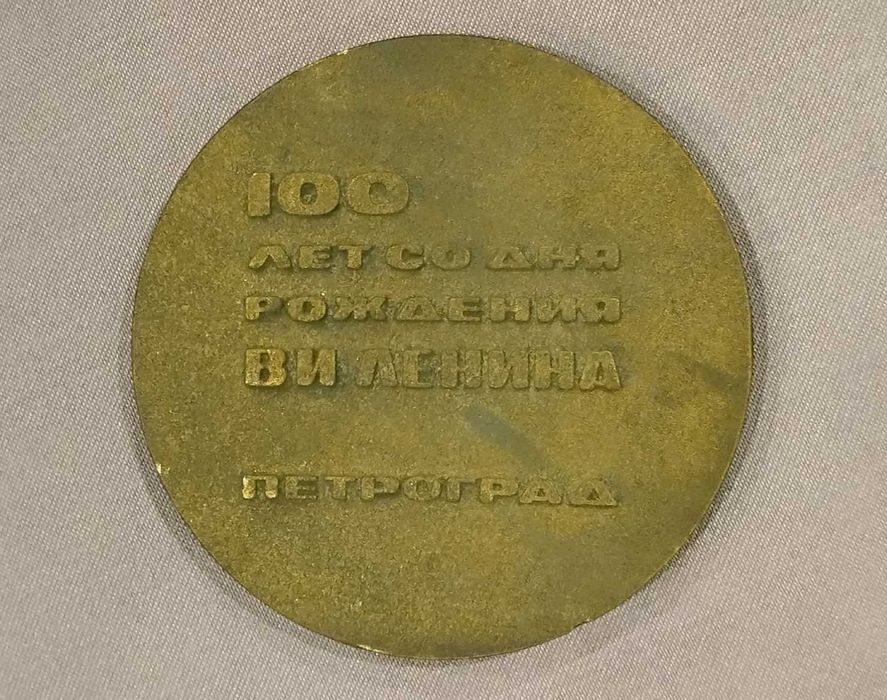 100
ЛЕТ СО ДНЯ
РОЖДЕНИЯ
ВИ ЛЕНИНА
ПЕТРОГРАД